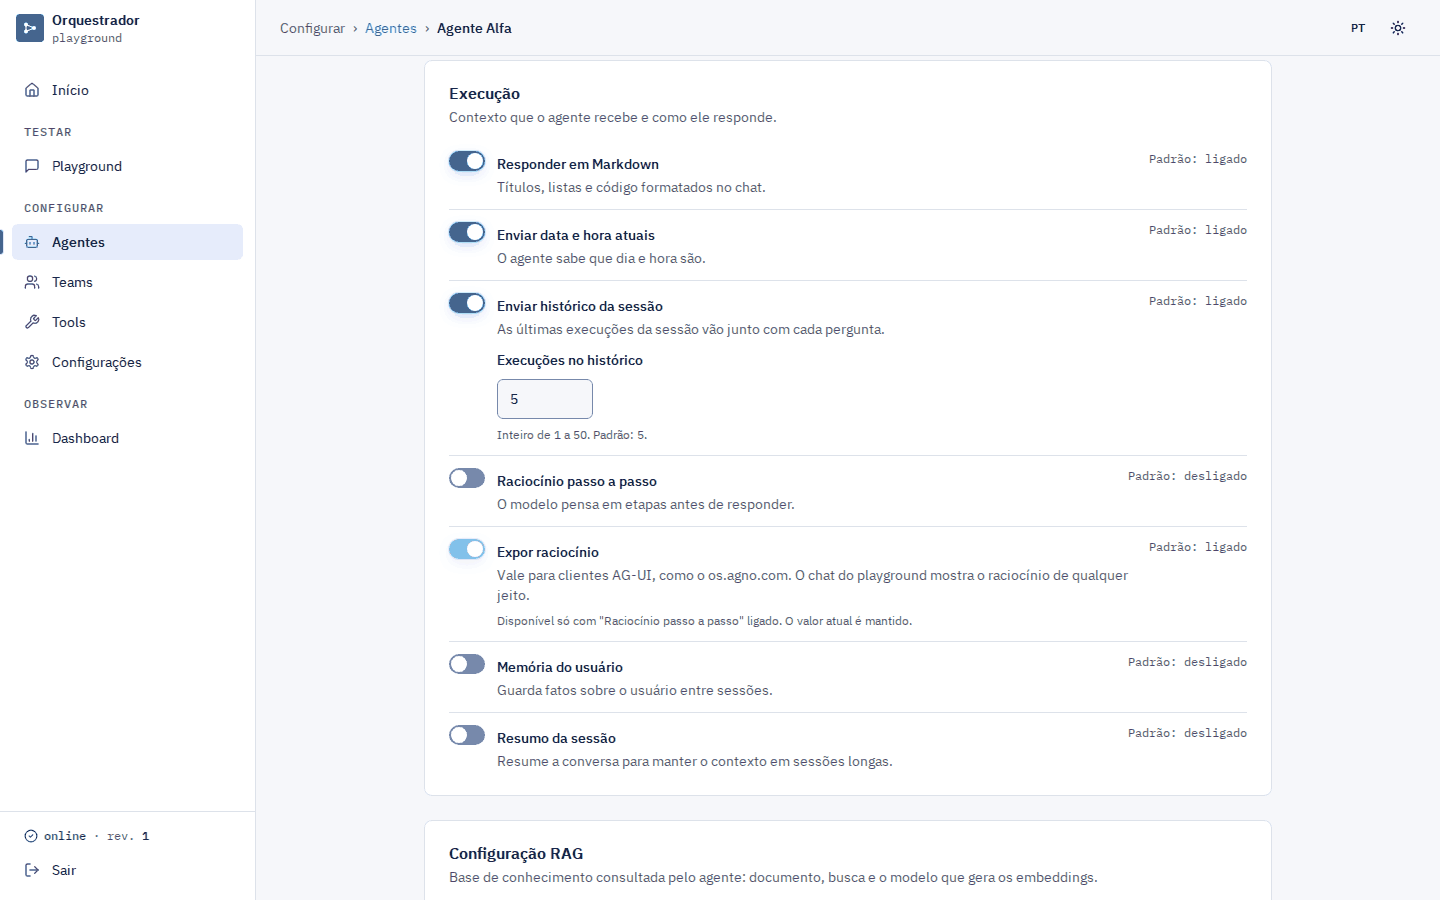 Orquestrador
playground
Início
TESTAR
Playground
CONFIGURAR
Agentes
Teams
Tools
Configurações
OBSERVAR
Dashboard
online · rev. 1
Sair
Configurar › Agentes › Agente Alfa
PT
Execução
Contexto que o agente recebe e como ele responde.
Responder em Markdown
Padrão: ligado
Títulos, listas e código formatados no chat.
Enviar data e hora atuais
Padrão: ligado
O agente sabe que dia e hora são.
Enviar histórico da sessão
Padrão: ligado
As últimas execuções da sessão vão junto com cada pergunta.
Execuções no histórico
5
Inteiro de 1 a 50. Padrão: 5.
Raciocínio passo a passo
Padrão: desligado
O modelo pensa em etapas antes de responder.
Expor raciocínio
Padrão: ligado
Vale para clientes AG-UI, como o os.agno.com. O chat do playground mostra o raciocínio de qualquer
jeito.
Disponível só com "Raciocínio passo a passo" ligado. O valor atual é mantido.
Memória do usuário
Padrão: desligado
Guarda fatos sobre o usuário entre sessões.
Resumo da sessão
Padrão: desligado
Resume a conversa para manter o contexto em sessões longas.
Configuração RAG
Base de conhecimento consultada pelo agente: documento, busca e o modelo que gera os embeddings.